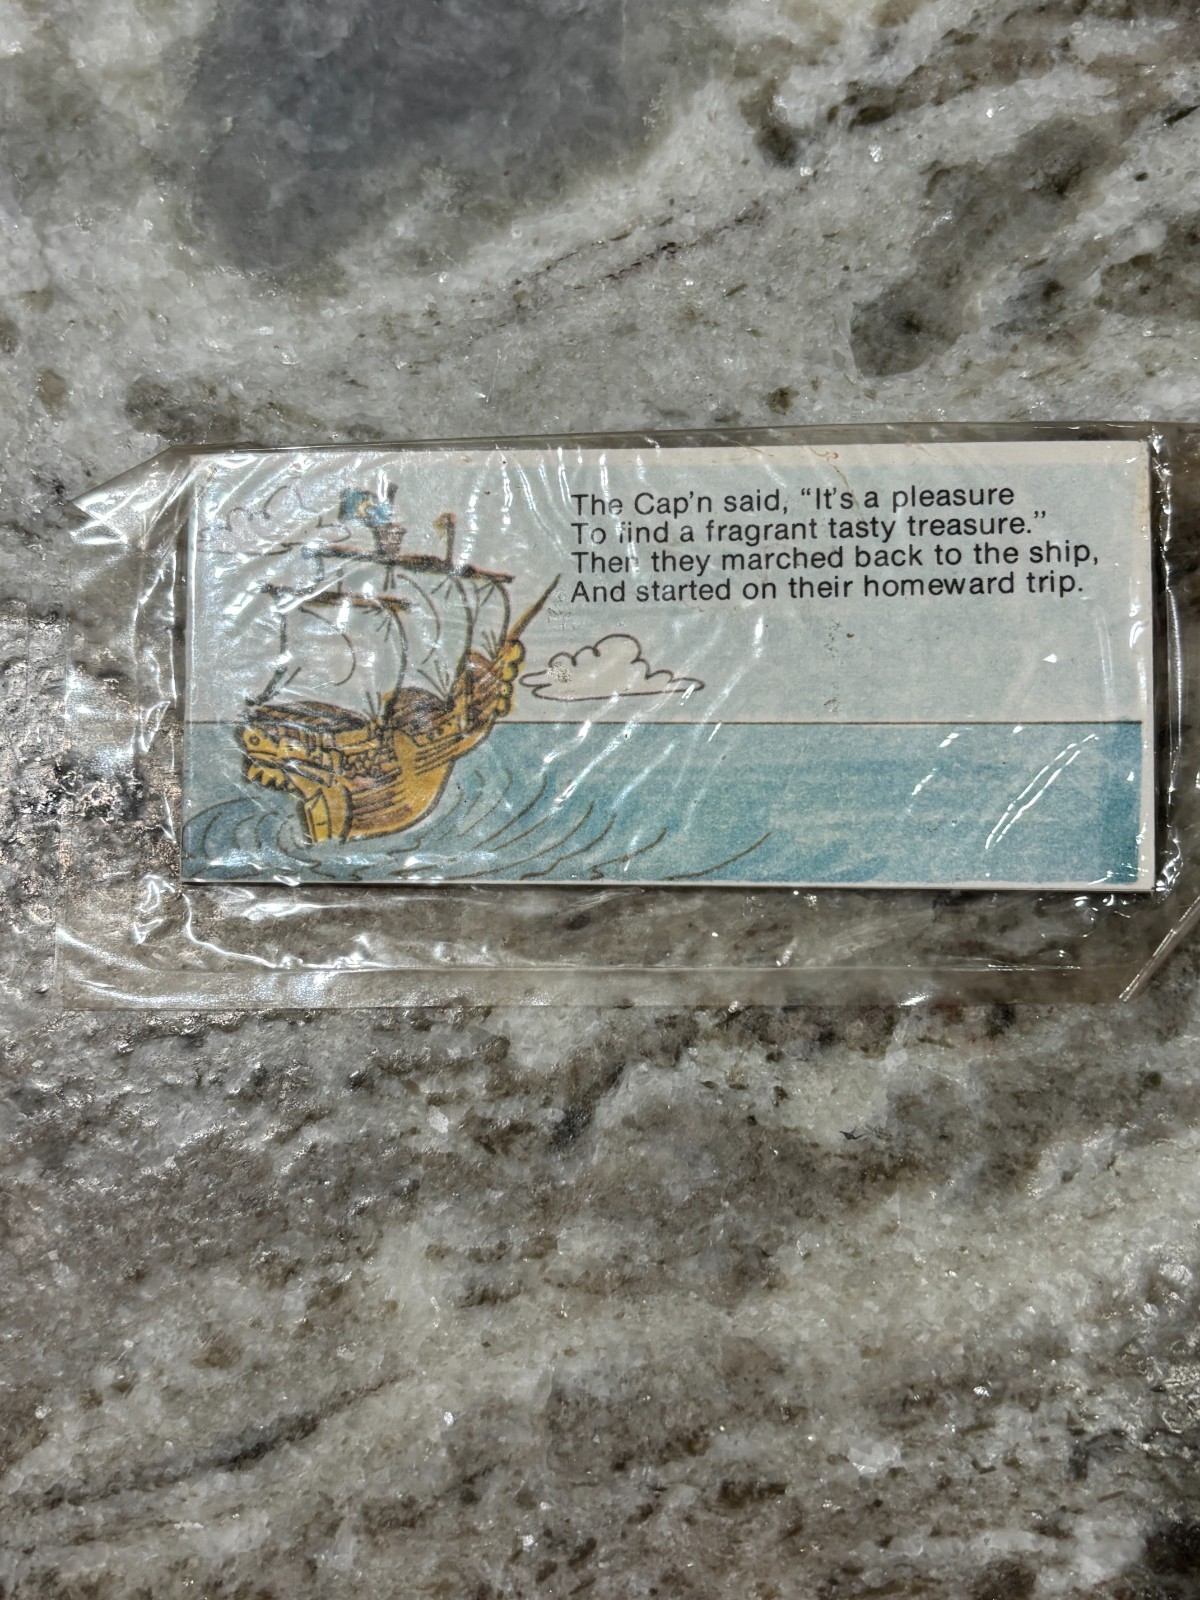 The Cap'n said, “It's a pleasure
To find a fragrant tasty treasure.”
Then they marched back to the ship,
And started on their homeward trip.